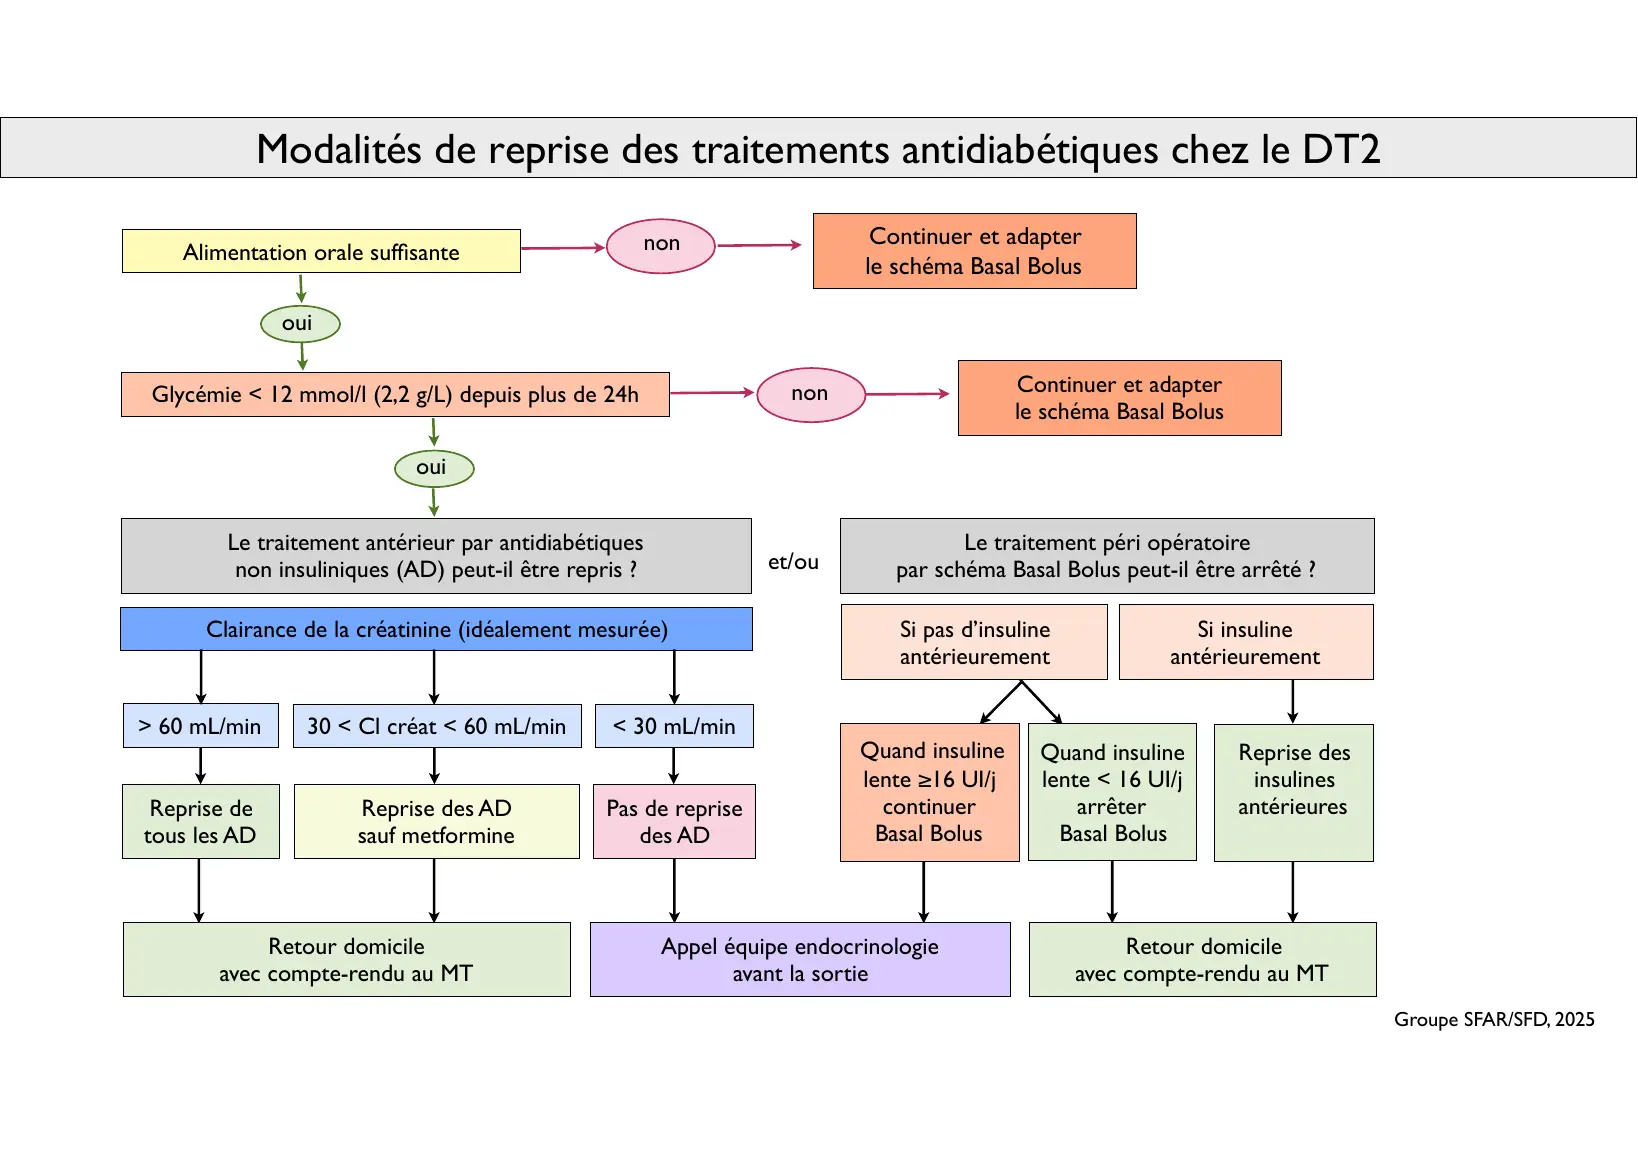 Modalités de reprise des traitements antidiabétiques chez le DT2
Alimentation orale suffisante
non
Continuer et adapter
le schéma Basal Bolus
oui
Glycémie < 12 mmol/l (2,2 g/L) depuis plus de 24h
non
Continuer et adapter
le schéma Basal Bolus
oui
Le traitement antérieur par antidiabétiques
non insuliniques (AD) peut-il être repris ?
et/ou
Le traitement péri opératoire
par schéma Basal Bolus peut-il être arrêté ?
Clairance de la créatinine (idéalement mesurée)
Si pas d’insuline
antérieurement
Si insuline
antérieurement
> 60 mL/min
30 < Cl créat < 60 mL/min
< 30 mL/min
Reprise de
tous les AD
Reprise des AD
sauf metformine
Pas de reprise
des AD
Quand insuline
lente ≥16 UI/j
continuer
Basal Bolus
Quand insuline
lente < 16 UI/j
arrêter
Basal Bolus
Reprise des
insulines
antérieures
Retour domicile
avec compte-rendu au MT
Appel équipe endocrinologie
avant la sortie
Retour domicile
avec compte-rendu au MT
Groupe SFAR/SFD, 2025